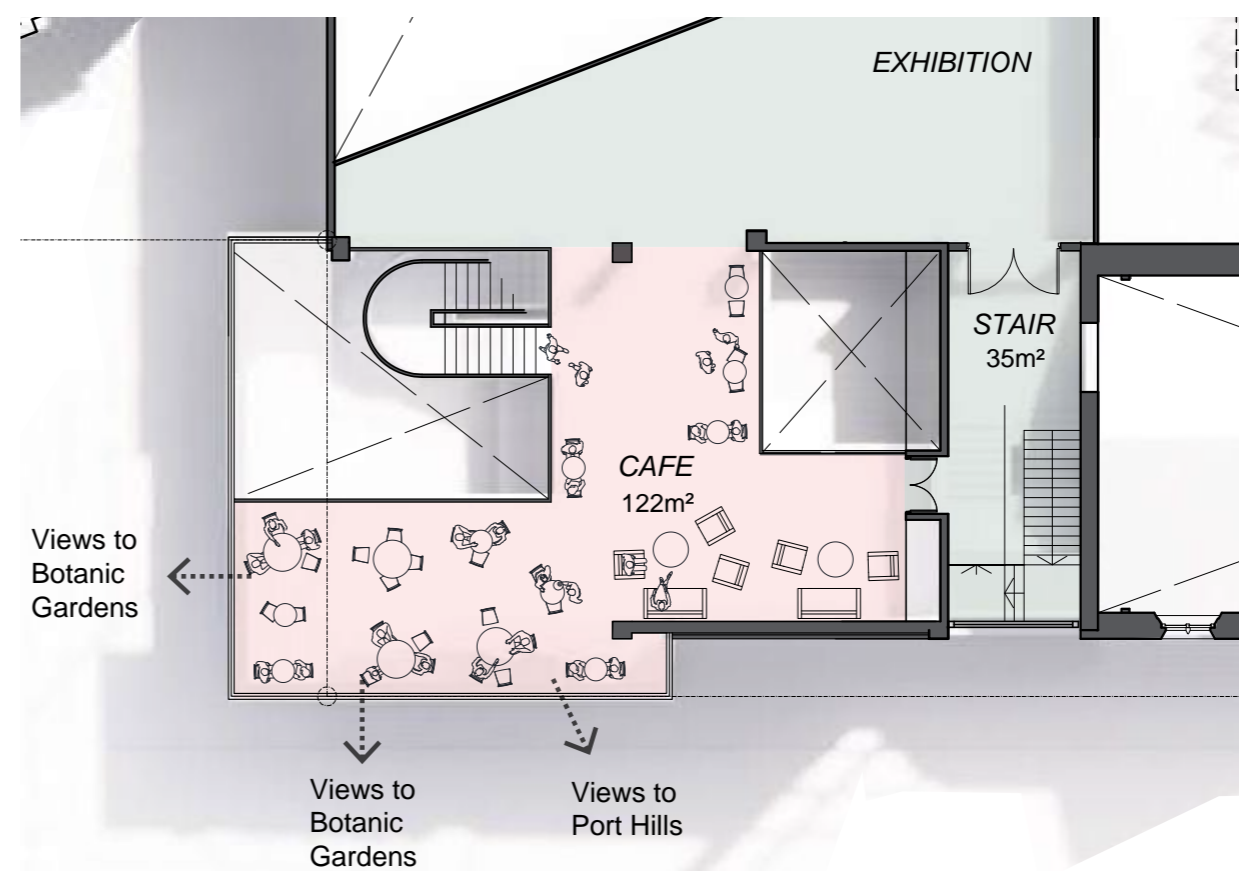 EXHIBITION
STAIR
35m²
CAFE
122m²
Views to
Botanic
Gardens
Views to
Botanic
Gardens
Views to
Port Hills